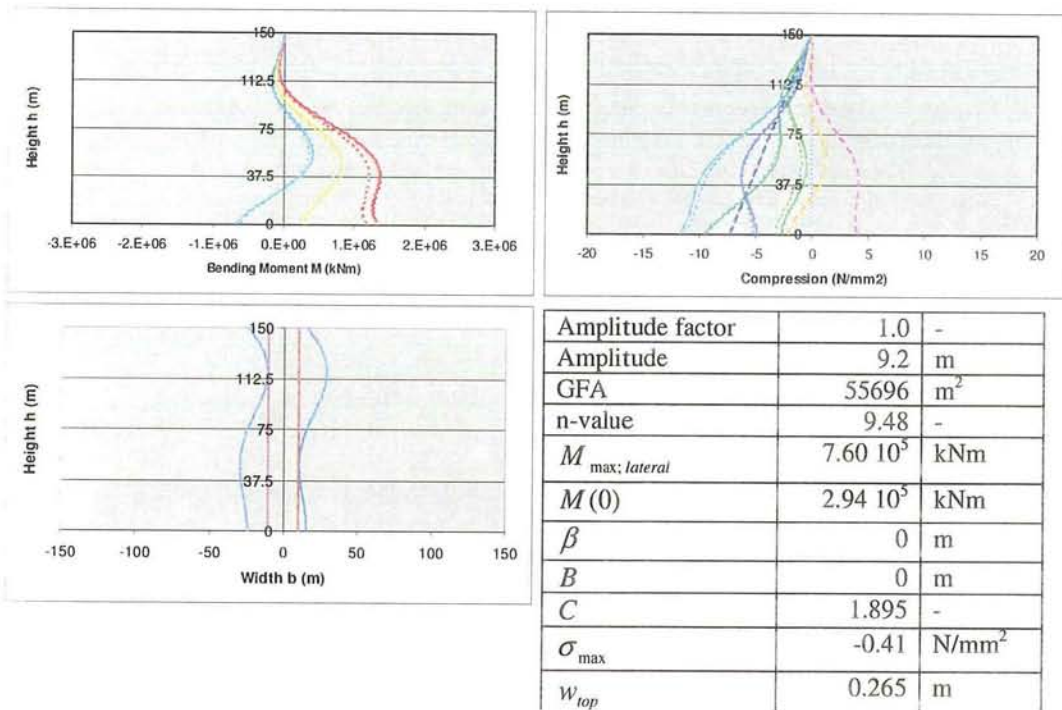 150
112.5
75
37.5
0
Height h (m)
-3.E+06 -2.E+06 -1.E+06 0.E+00 1.E+06 2.E+06 3.E+06
Bending Moment M (kNm)
150
112.5
75
37.5
0
Height h (m)
-20 -15 -10 -5 0 5 10 15 20
Compression (N/mm2)
150
112.5
75
37.5
0
Height h (m)
-150 -100 -50 0 50 100 150
Width b (m)
Amplitude factor 1.0 -
Amplitude 9.2 m
GFA 55696 m²
n-value 9.48 -
M max; lateral 7.60 10⁵ kNm
M(0) 2.94 10⁵ kNm
β 0 m
B 0 m
C 1.895 -
σ max -0.41 N/mm²
w top 0.265 m